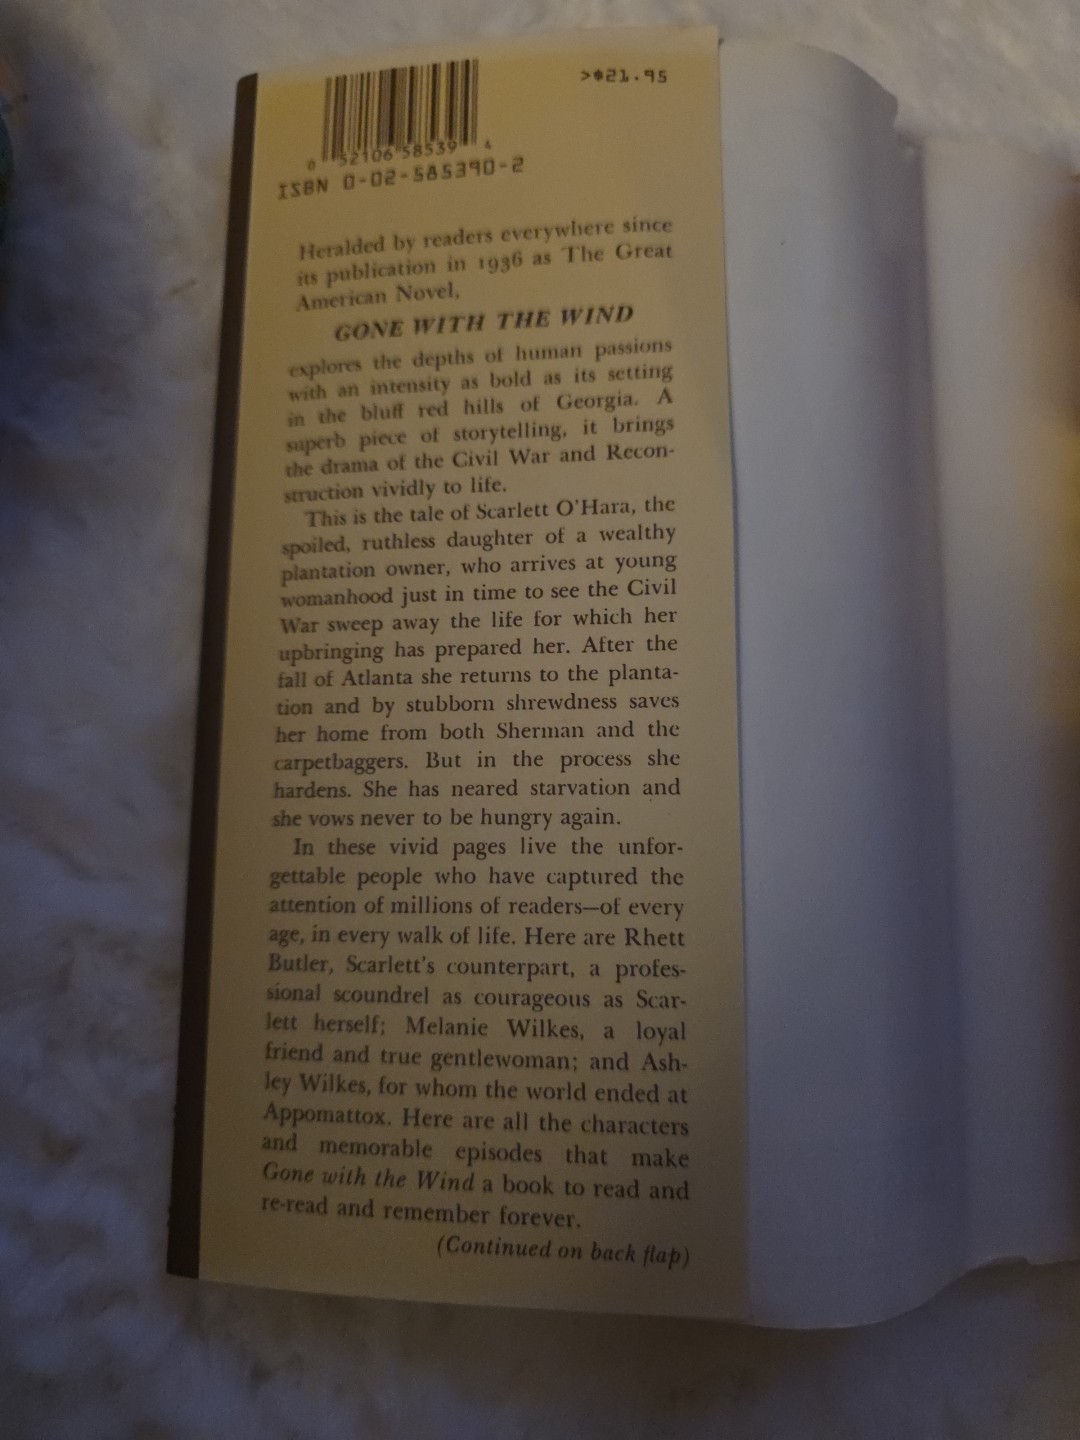 >$21.95
0 52106 58539 4
ISBN 0-02-585390-2
Heralded by readers everywhere since
its publication in 1936 as The Great
American Novel,
GONE WITH THE WIND
explores the depths of human passions
with an intensity as bold as its setting
in the bluff red hills of Georgia. A
superb piece of storytelling, it brings
the drama of the Civil War and Recon-
struction vividly to life.
This is the tale of Scarlett O'Hara, the
spoiled, ruthless daughter of a wealthy
plantation owner, who arrives at young
womanhood just in time to see the Civil
War sweep away the life for which her
upbringing has prepared her. After the
fall of Atlanta she returns to the planta-
tion and by stubborn shrewdness saves
her home from both Sherman and the
carpetbaggers. But in the process she
hardens. She has neared starvation and
she vows never to be hungry again.
In these vivid pages live the unfor-
gettable people who have captured the
attention of millions of readers—of every
age, in every walk of life. Here are Rhett
Butler, Scarlett's counterpart, a profes-
sional scoundrel as courageous as Scar-
lett herself; Melanie Wilkes, a loyal
friend and true gentlewoman; and Ash-
ley Wilkes, for whom the world ended at
Appomattox. Here are all the characters
and memorable episodes that make
Gone with the Wind a book to read and
re-read and remember forever.
(Continued on back flap)